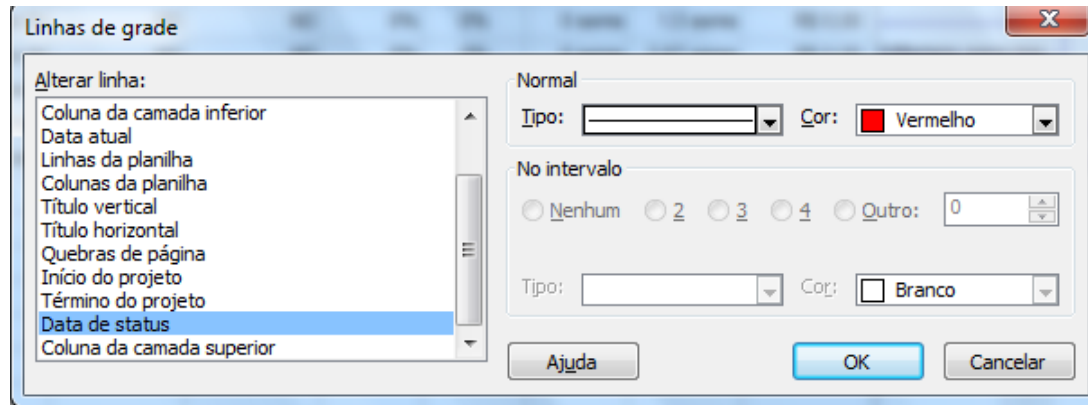 Linhas de grade
Alterar linha:
Coluna da camada inferior
Data atual
Linhas da planilha
Colunas da planilha
Título vertical
Título horizontal
Quebras de página
Início do projeto
Término do projeto
Data de status
Coluna da camada superior
Normal
Tipo: Cor: Vermelho
No intervalo
Nenhum 2 3 4 Outro: 0
Tipo: Cor: Branco
Ajuda OK Cancelar